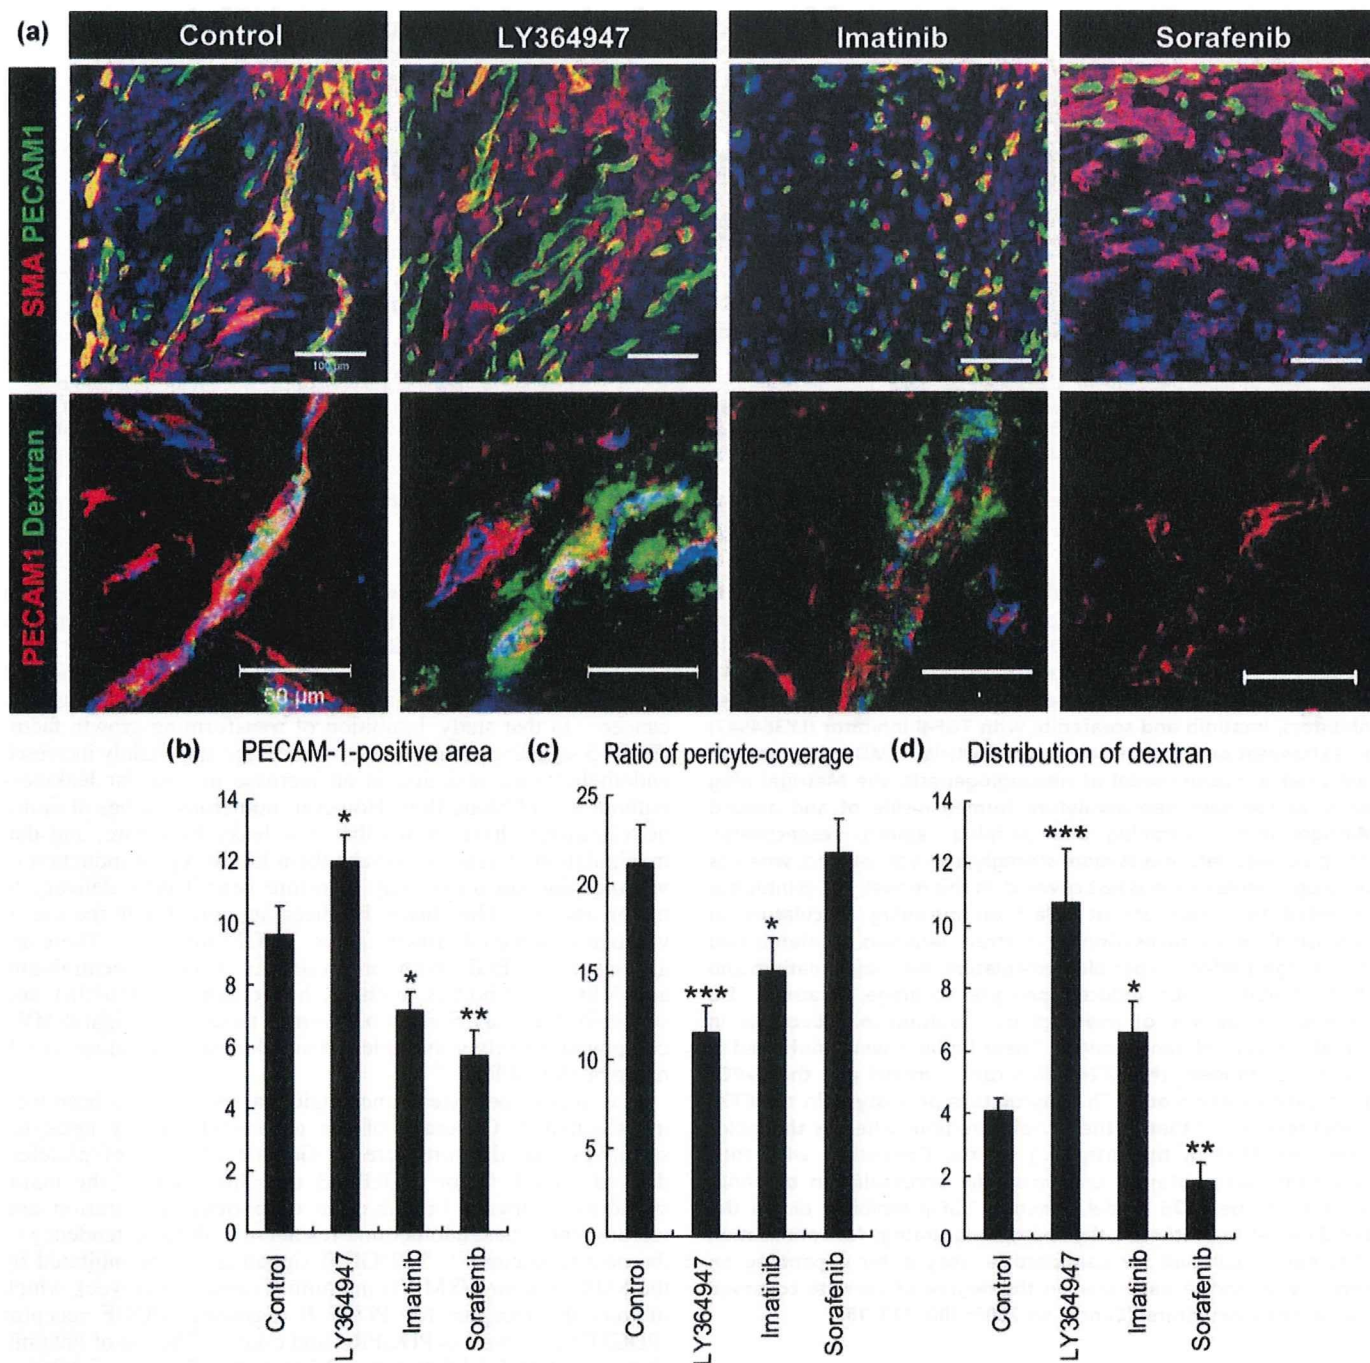 (a) Control LY364947 Imatinib Sorafenib
SMA PECAM1
100 μm
PECAM1 Dextran
50 μm
(b) PECAM-1-positive area
14
12
10
8
6
4
2
0
*
*
**
Control
LY364947
Imatinib
Sorafenib
(c) Ratio of pericyte-coverage
25
20
15
10
5
0
***
*
Control
LY364947
Imatinib
Sorafenib
(d) Distribution of dextran
14
12
10
8
6
4
2
0
***
*
**
Control
LY364947
Imatinib
Sorafenib